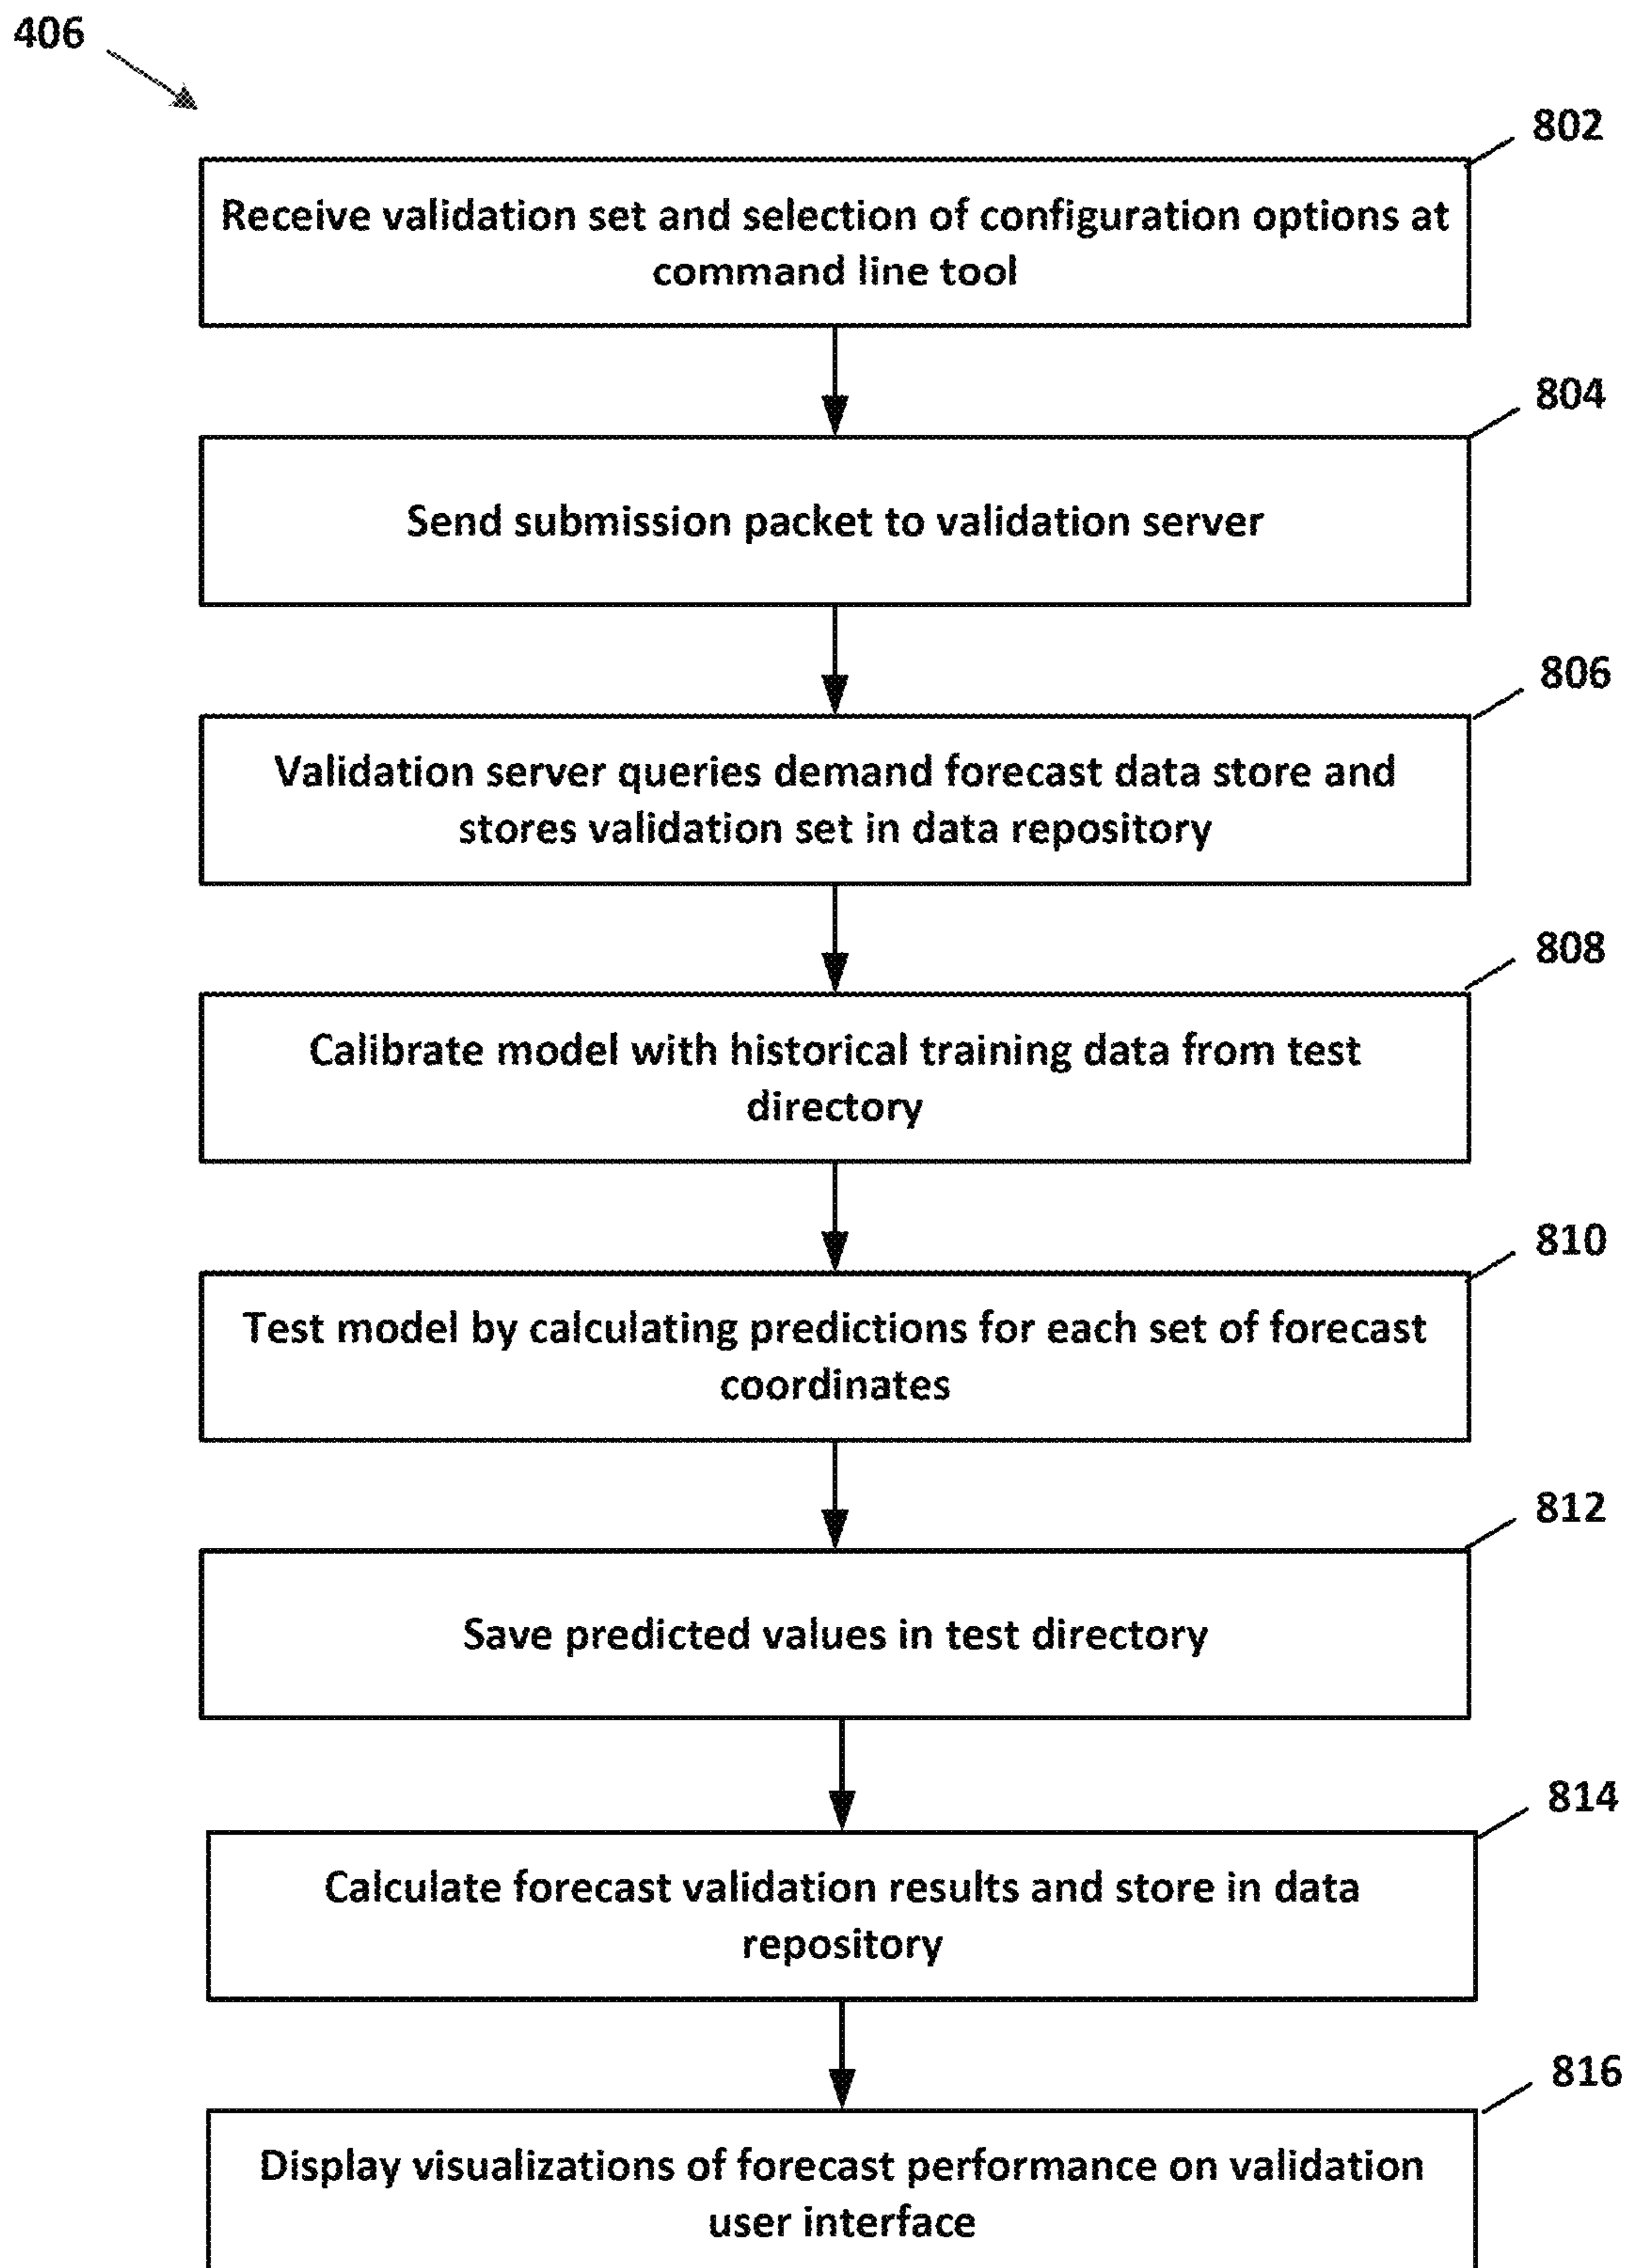 406
802
Receive validation set and selection of configuration options at
command line tool
804
Send submission packet to validation server
806
Validation server queries demand forecast data store and
stores validation set in data repository
808
Calibrate model with historical training data from test
directory
810
Test model by calculating predictions for each set of forecast
coordinates
812
Save predicted values in test directory
814
Calculate forecast validation results and store in data
repository
816
Display visualizations of forecast performance on validation
user interface